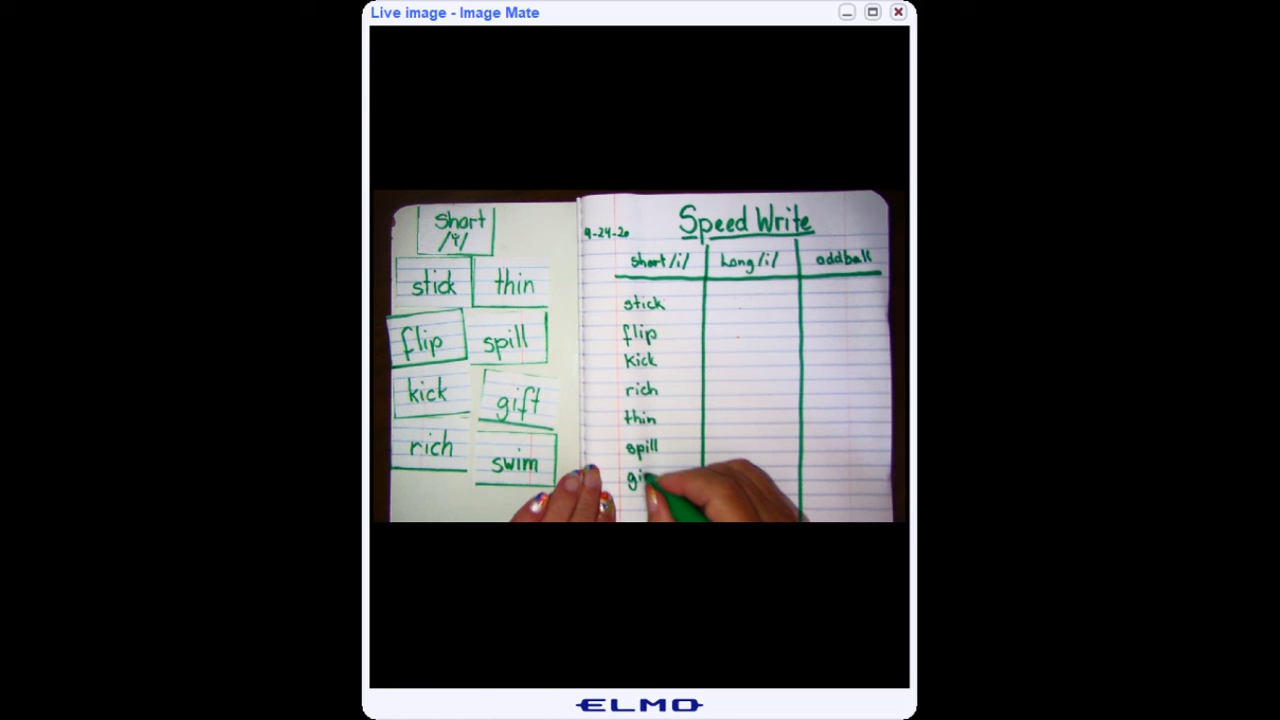 Live image - Image Mate
Short
/i/
stick thin
flip spill
kick gift
rich swim
Speed Write
9-24-20
short /i/ Long /i/ oddball
stick
flip
kick
rich
thin
spill
gi
ELMO